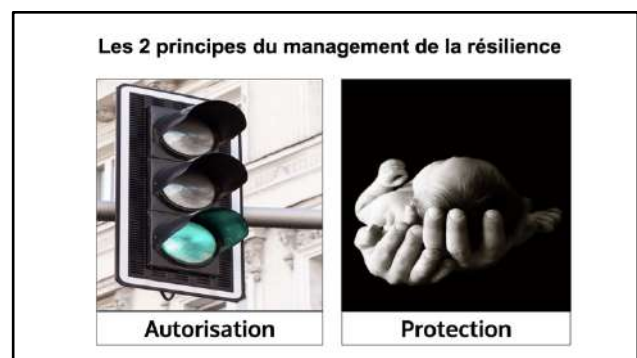 Les 2 principes du management de la résilience
Autorisation
Protection